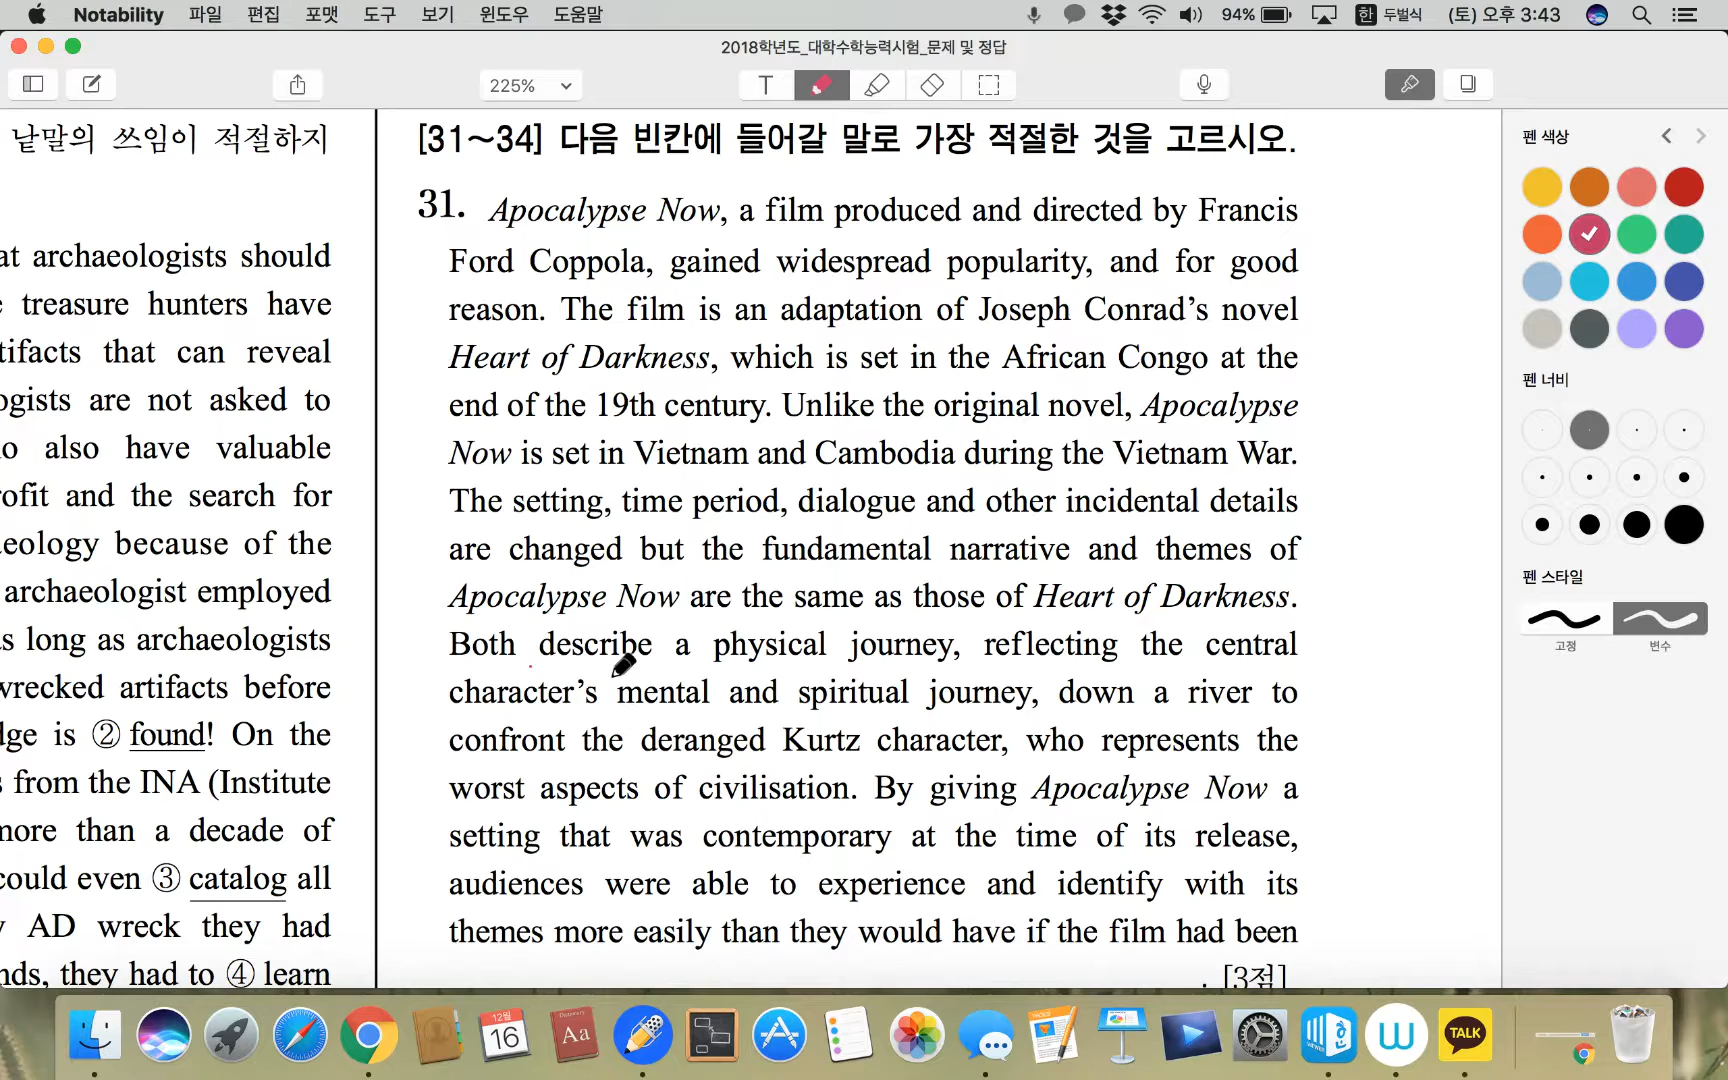 Notability 파일 편집 포맷 도구 보기 윈도우 도움말 94% 한 두벌식 (토) 오후 3:43
2018학년도_대학수학능력시험_문제 및 정답
225% T
낱말의 쓰임이 적절하지
at archaeologists should
treasure hunters have
tifacts that can reveal
ogists are not asked to
o also have valuable
rofit and the search for
eology because of the
archaeologist employed
s long as archaeologists
wrecked artifacts before
dge is ② found! On the
s from the INA (Institute
more than a decade of
could even ③ catalog all
y AD wreck they had
nds, they had to ④ learn
[31～34] 다음 빈칸에 들어갈 말로 가장 적절한 것을 고르시오.
31. Apocalypse Now, a film produced and directed by Francis
Ford Coppola, gained widespread popularity, and for good
reason. The film is an adaptation of Joseph Conrad’s novel
Heart of Darkness, which is set in the African Congo at the
end of the 19th century. Unlike the original novel, Apocalypse
Now is set in Vietnam and Cambodia during the Vietnam War.
The setting, time period, dialogue and other incidental details
are changed but the fundamental narrative and themes of
Apocalypse Now are the same as those of Heart of Darkness.
Both describe a physical journey, reflecting the central
character’s mental and spiritual journey, down a river to
confront the deranged Kurtz character, who represents the
worst aspects of civilisation. By giving Apocalypse Now a
setting that was contemporary at the time of its release,
audiences were able to experience and identify with its
themes more easily than they would have if the film had been
. [3점]
펜 색상
펜 너비
펜 스타일
고정 변수
12월
16
Dictionary
Aa
W
TALK